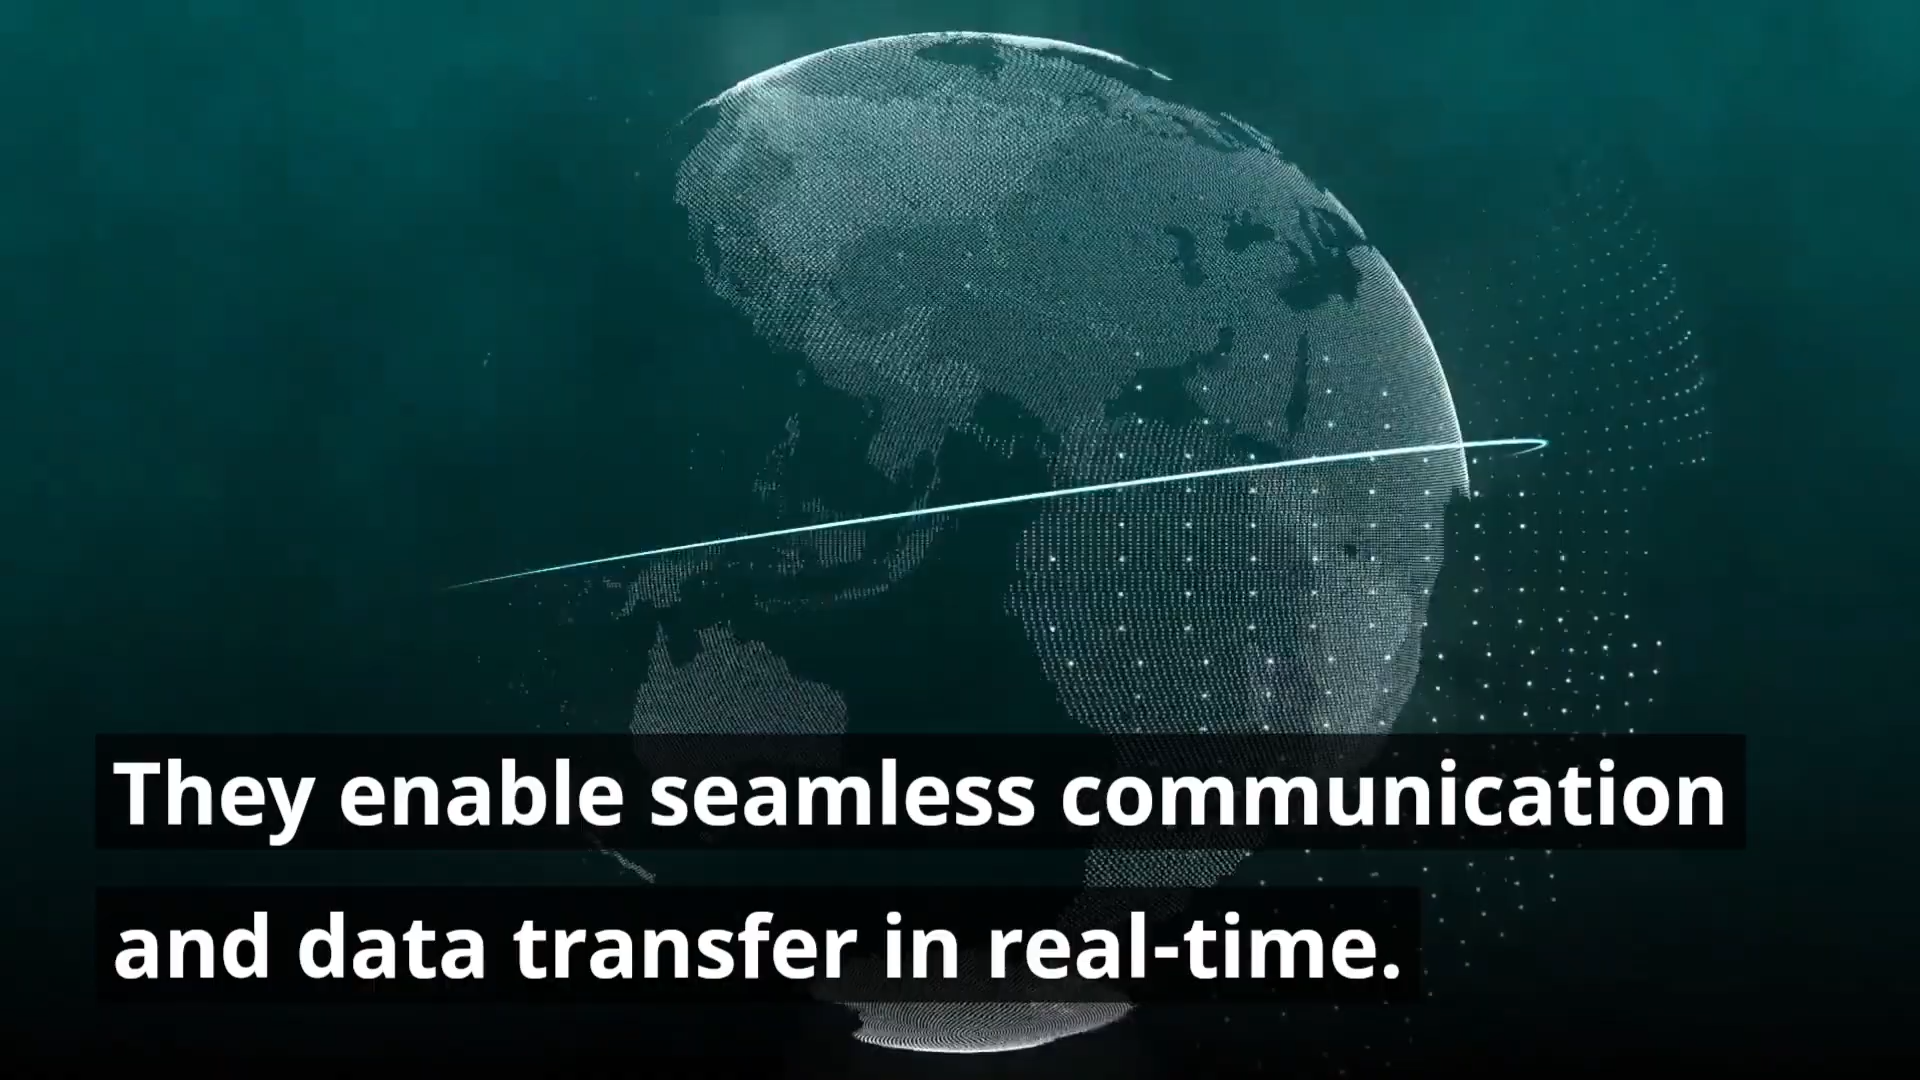 They enable seamless communication
and data transfer in real-time.